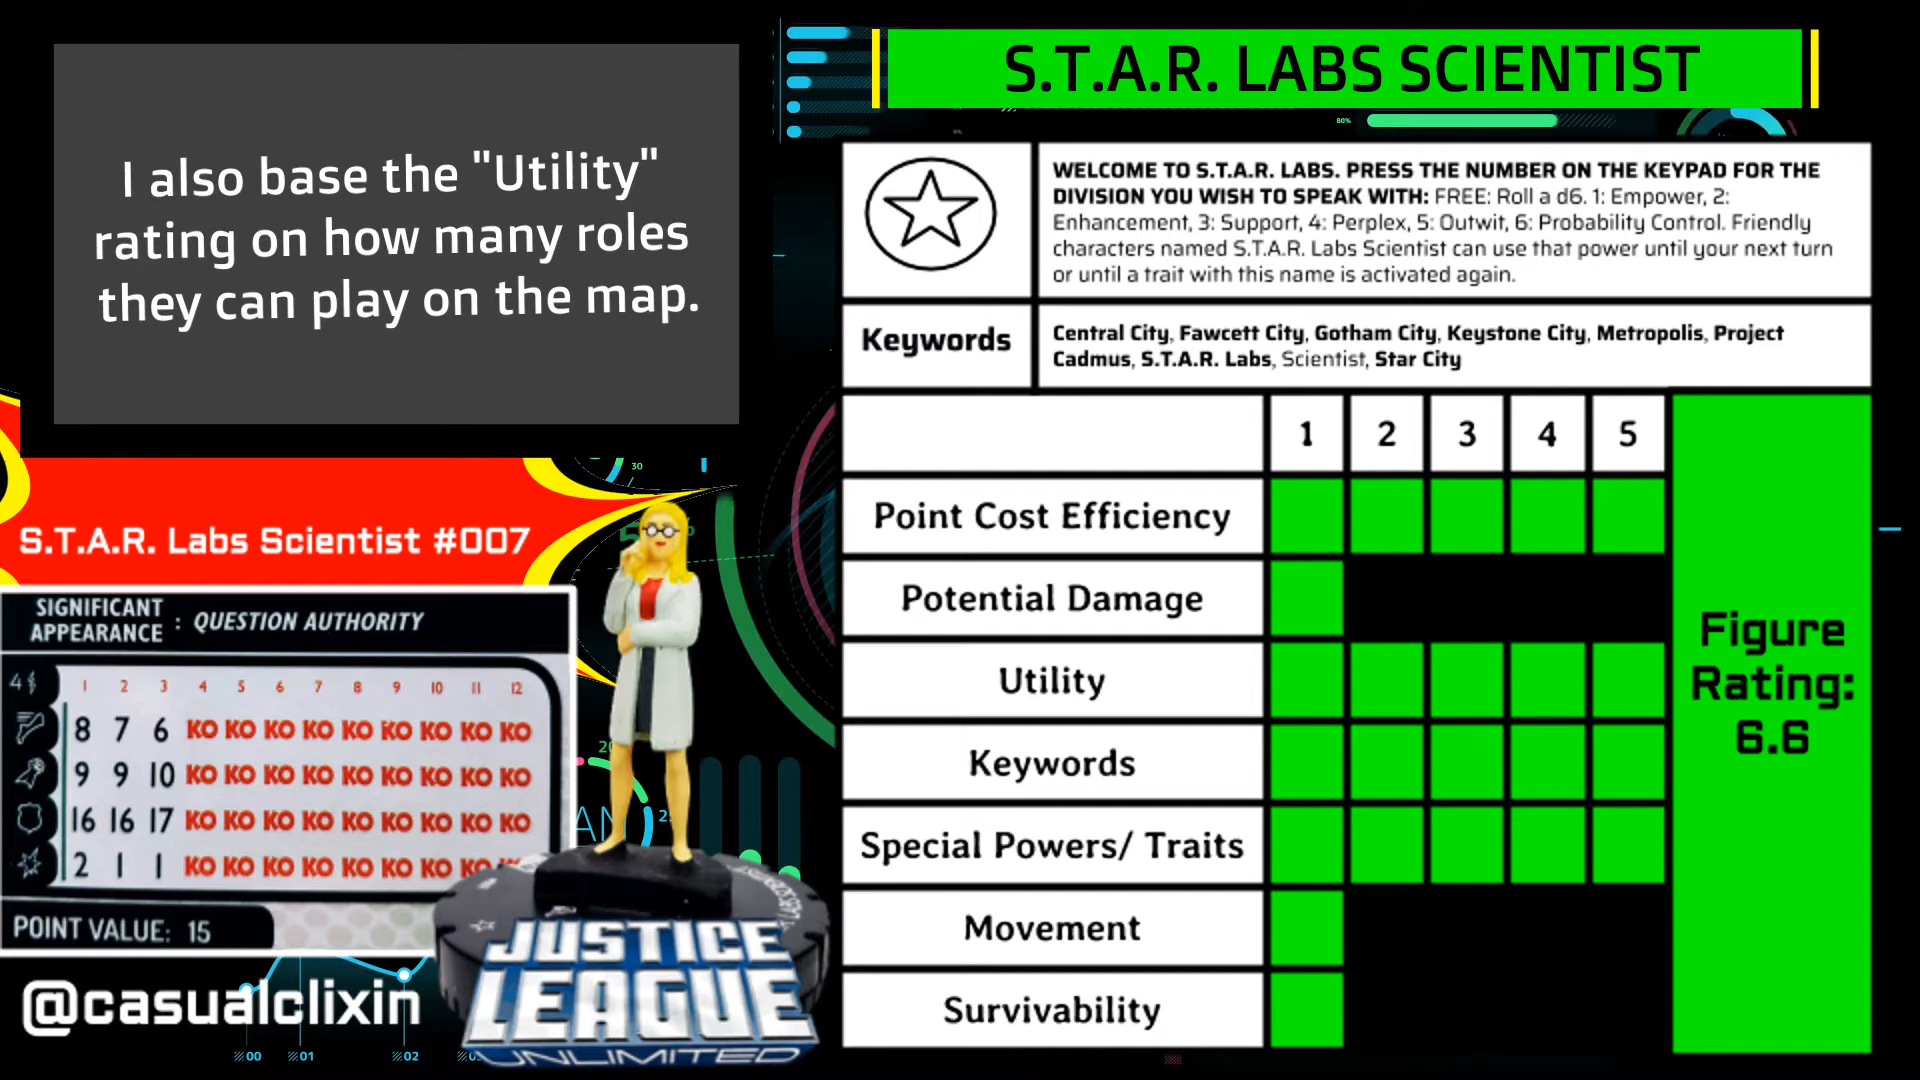 I also base the "Utility"
rating on how many roles
they can play on the map.
S.T.A.R. LABS SCIENTIST
80%
WELCOME TO S.T.A.R. LABS. PRESS THE NUMBER ON THE KEYPAD FOR THE
DIVISION YOU WISH TO SPEAK WITH: FREE: Roll a d6. 1: Empower, 2:
Enhancement, 3: Support, 4: Perplex, 5: Outwit, 6: Probability Control. Friendly
characters named S.T.A.R. Labs Scientist can use that power until your next turn
or until a trait with this name is activated again.
Keywords
Central City, Fawcett City, Gotham City, Keystone City, Metropolis, Project
Cadmus, S.T.A.R. Labs, Scientist, Star City
1 2 3 4 5
Point Cost Efficiency
Potential Damage
Utility
Keywords
Special Powers/ Traits
Movement
Survivability
Figure
Rating:
6.6
30
S.T.A.R. Labs Scientist #007
SIGNIFICANT
APPEARANCE : QUESTION AUTHORITY
4 1 2 3 4 5 6 7 8 9 10 11 12
8 7 6 KO KO KO KO KO KO KO KO KO
9 9 10 KO KO KO KO KO KO KO KO KO
16 16 17 KO KO KO KO KO KO KO KO KO
2 1 1 KO KO KO KO KO KO KO KO
POINT VALUE: 15
JUSTICE
LEAGUE
UNLIMITED
@casualclixin
00 01 02